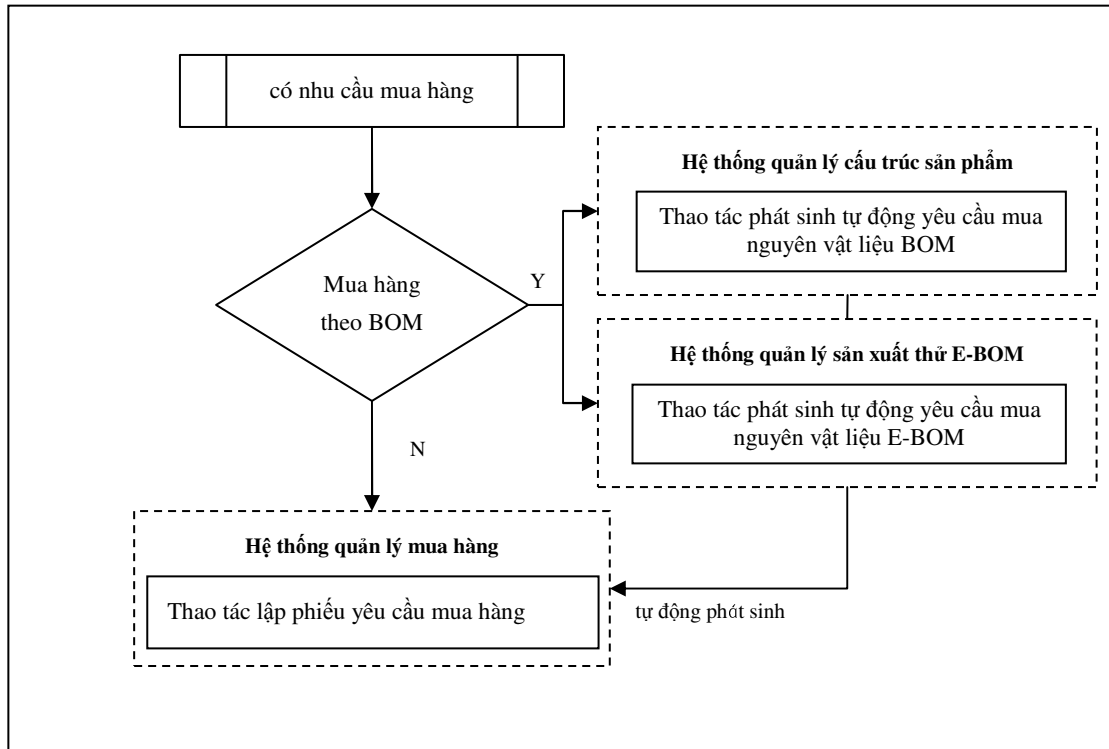 có nhu cầu mua hàng
Hệ thống quản lý cấu trúc sản phẩm
Thao tác phát sinh tự động yêu cầu mua
nguyên vật liệu BOM
Mua hàng
theo BOM
Y
Hệ thống quản lý sản xuất thử E-BOM
Thao tác phát sinh tự động yêu cầu mua
nguyên vật liệu E-BOM
N
Hệ thống quản lý mua hàng
Thao tác lập phiếu yêu cầu mua hàng
tự động phát sinh